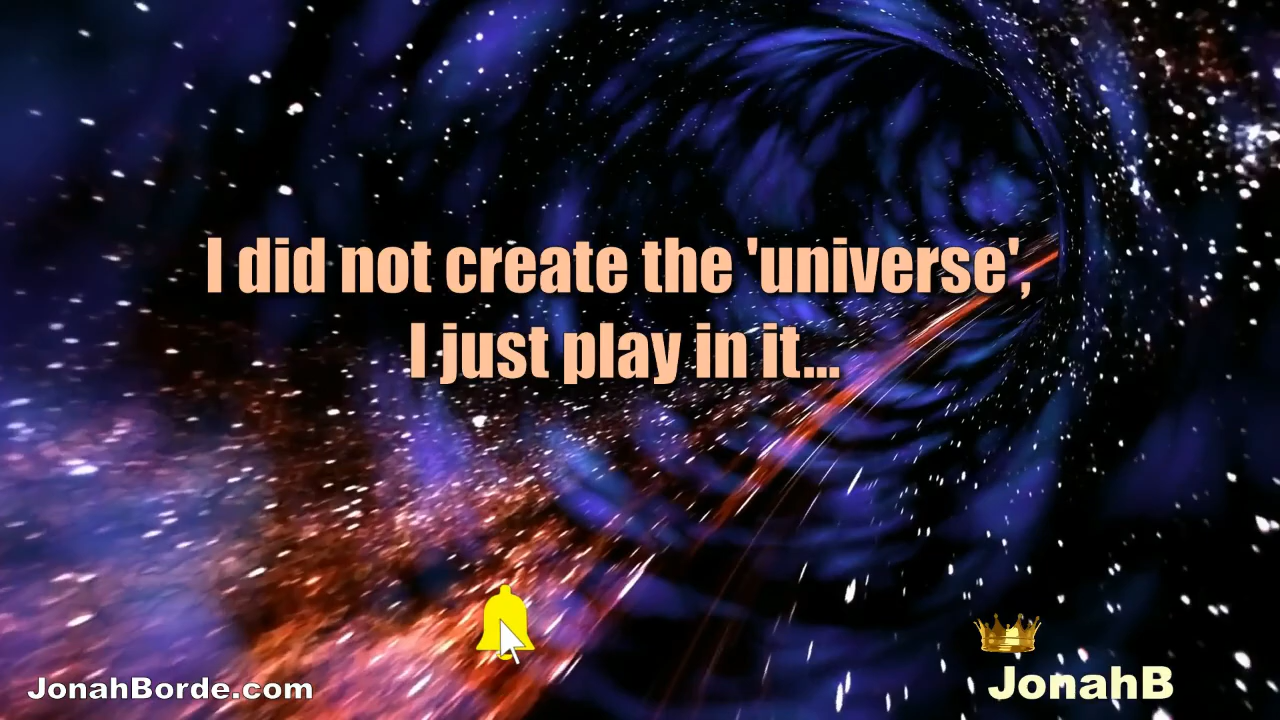 I did not create the 'universe',
I just play in it...
JonahBorde.com
JonahB